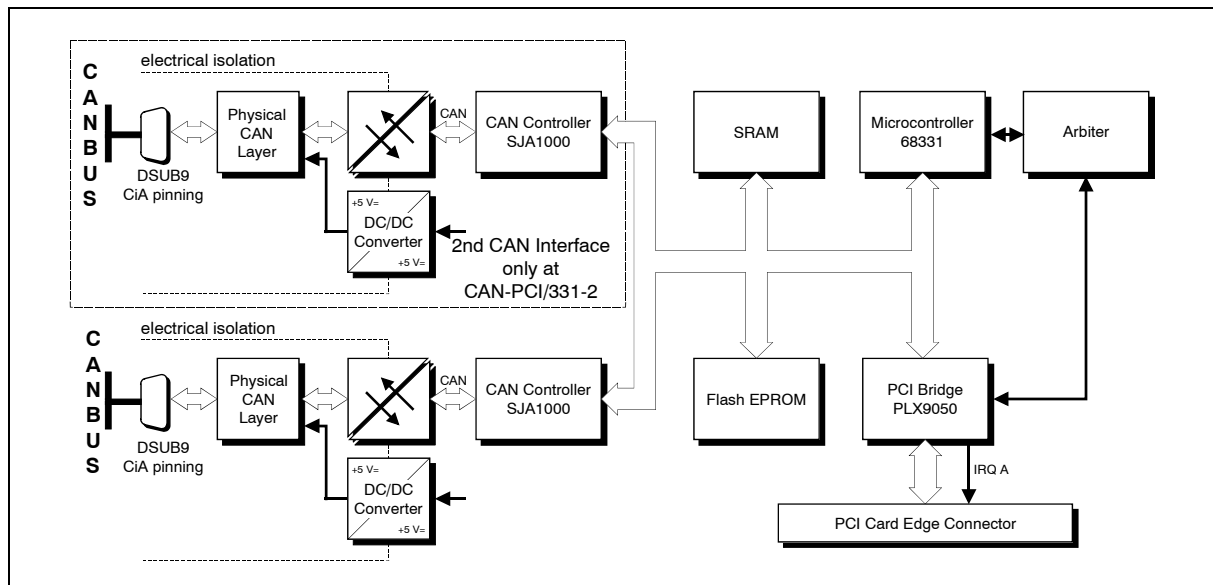 electrical isolation
CANBUS
DSUB9
CiA pinning
Physical
CAN
Layer
CAN
CAN Controller
SJA1000
+5 V=
DC/DC
Converter
+5 V=
2nd CAN Interface
only at
CAN-PCI/331-2
SRAM
Microcontroller
68331
Arbiter
electrical isolation
CANBUS
DSUB9
CiA pinning
Physical
CAN
Layer
CAN
CAN Controller
SJA1000
+5 V=
DC/DC
Converter
+5 V=
Flash EPROM
PCI Bridge
PLX9050
IRQ A
PCI Card Edge Connector